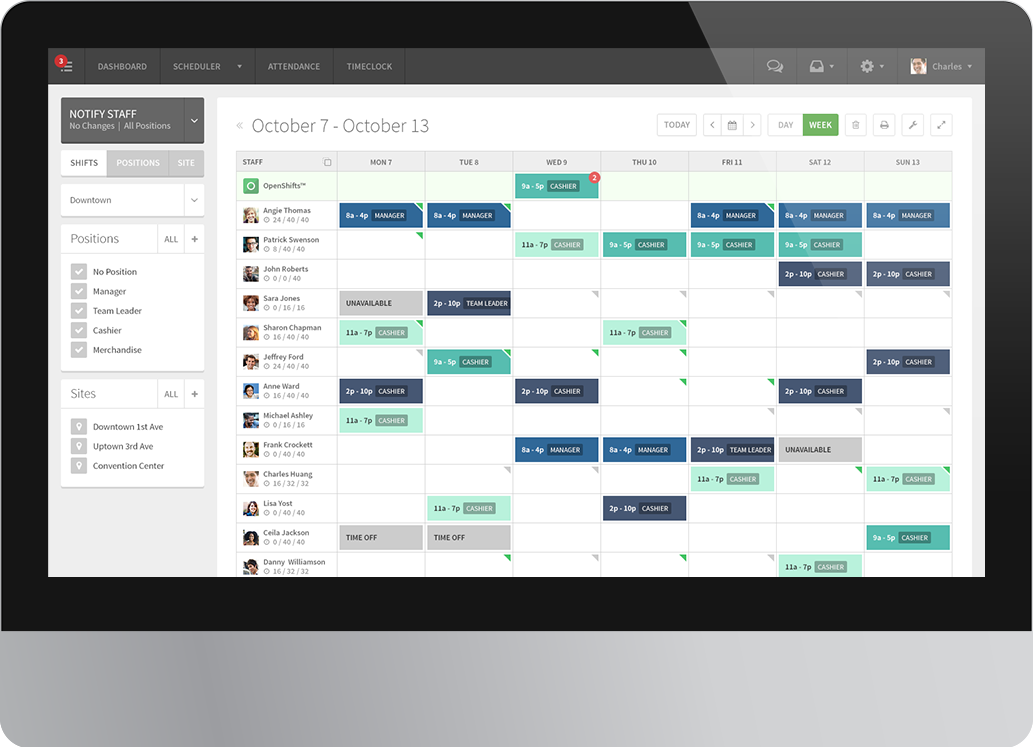 3
DASHBOARD SCHEDULER ATTENDANCE TIMECLOCK Charles
NOTIFY STAFF
No Changes | All Positions
SHIFTS POSITIONS SITE
Downtown
Positions ALL +
No Position
Manager
Team Leader
Cashier
Merchandise
Sites ALL +
Downtown 1st Ave
Uptown 3rd Ave
Convention Center
« October 7 - October 13 TODAY < > DAY WEEK
STAFF MON 7 TUE 8 WED 9 THU 10 FRI 11 SAT 12 SUN 13
OpenShifts™ 9a - 5p CASHIER 2
Angie Thomas 8a - 4p MANAGER 8a - 4p MANAGER 8a - 4p MANAGER 8a - 4p MANAGER 8a - 4p MANAGER
24 / 40 / 40
Patrick Swenson 11a - 7p CASHIER 9a - 5p CASHIER 9a - 5p CASHIER 9a - 5p CASHIER
8 / 40 / 40
John Roberts 2p - 10p CASHIER 2p - 10p CASHIER
0 / 0 / 40
Sara Jones UNAVAILABLE 2p - 10p TEAM LEADER
0 / 16 / 16
Sharon Chapman 11a - 7p CASHIER 11a - 7p CASHIER
16 / 40 / 40
Jeffrey Ford 9a - 5p CASHIER 2p - 10p CASHIER
24 / 40 / 40
Anne Ward 2p - 10p CASHIER 2p - 10p CASHIER 2p - 10p CASHIER
16 / 40 / 40
Michael Ashley 11a - 7p CASHIER
0 / 16 / 16
Frank Crockett 8a - 4p MANAGER 8a - 4p MANAGER 2p - 10p TEAM LEADER UNAVAILABLE
0 / 40 / 40
Charles Huang 11a - 7p CASHIER 11a - 7p CASHIER
16 / 32 / 32
Lisa Yost 11a - 7p CASHIER 2p - 10p CASHIER
0 / 40 / 40
Ceila Jackson TIME OFF TIME OFF 9a - 5p CASHIER
0 / 40 / 40
Danny Williamson 11a - 7p CASHIER
16 / 32 / 32